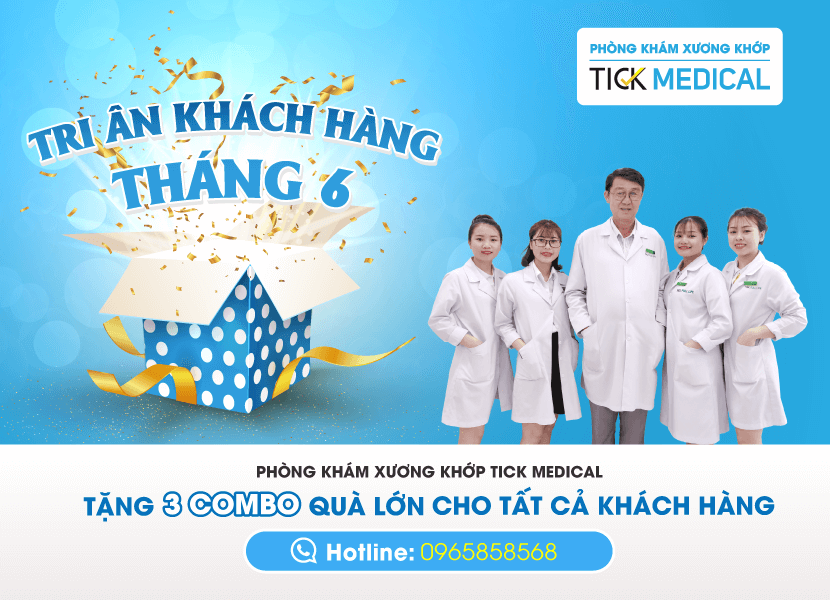 PHÒNG KHÁM XƯƠNG KHỚP
TICK MEDICAL
TRI ÂN KHÁCH HÀNG
THÁNG 6
PHÒNG KHÁM XƯƠNG KHỚP TICK MEDICAL
TẶNG 3 COMBO QUÀ LỚN CHO TẤT CẢ KHÁCH HÀNG
Hotline: 0965858568